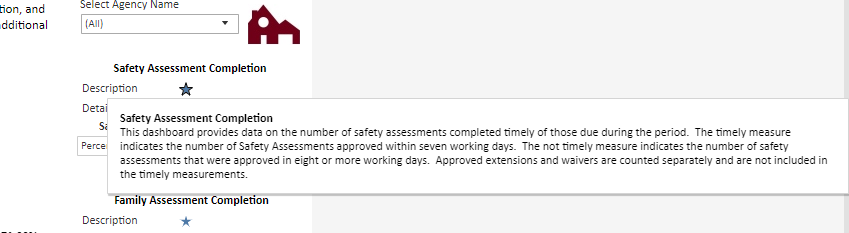 tion, and
dditional
Select Agency Name
(All)
Safety Assessment Completion
Description
Detai
Sa
Perce
Safety Assessment Completion
This dashboard provides data on the number of safety assessments completed timely of those due during the period. The timely measure
indicates the number of Safety Assessments approved within seven working days. The not timely measure indicates the number of safety
assessments that were approved in eight or more working days. Approved extensions and waivers are counted separately and are not included in
the timely measurements.
Family Assessment Completion
Description